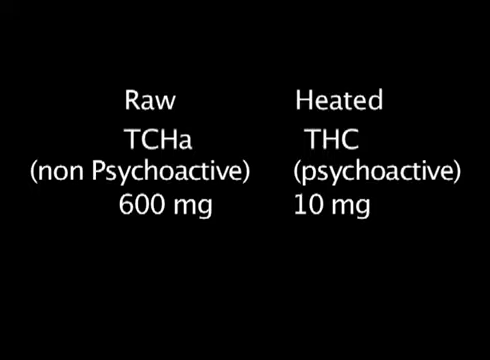 Raw Heated
TCHa THC
(non Psychoactive) (psychoactive)
600 mg 10 mg